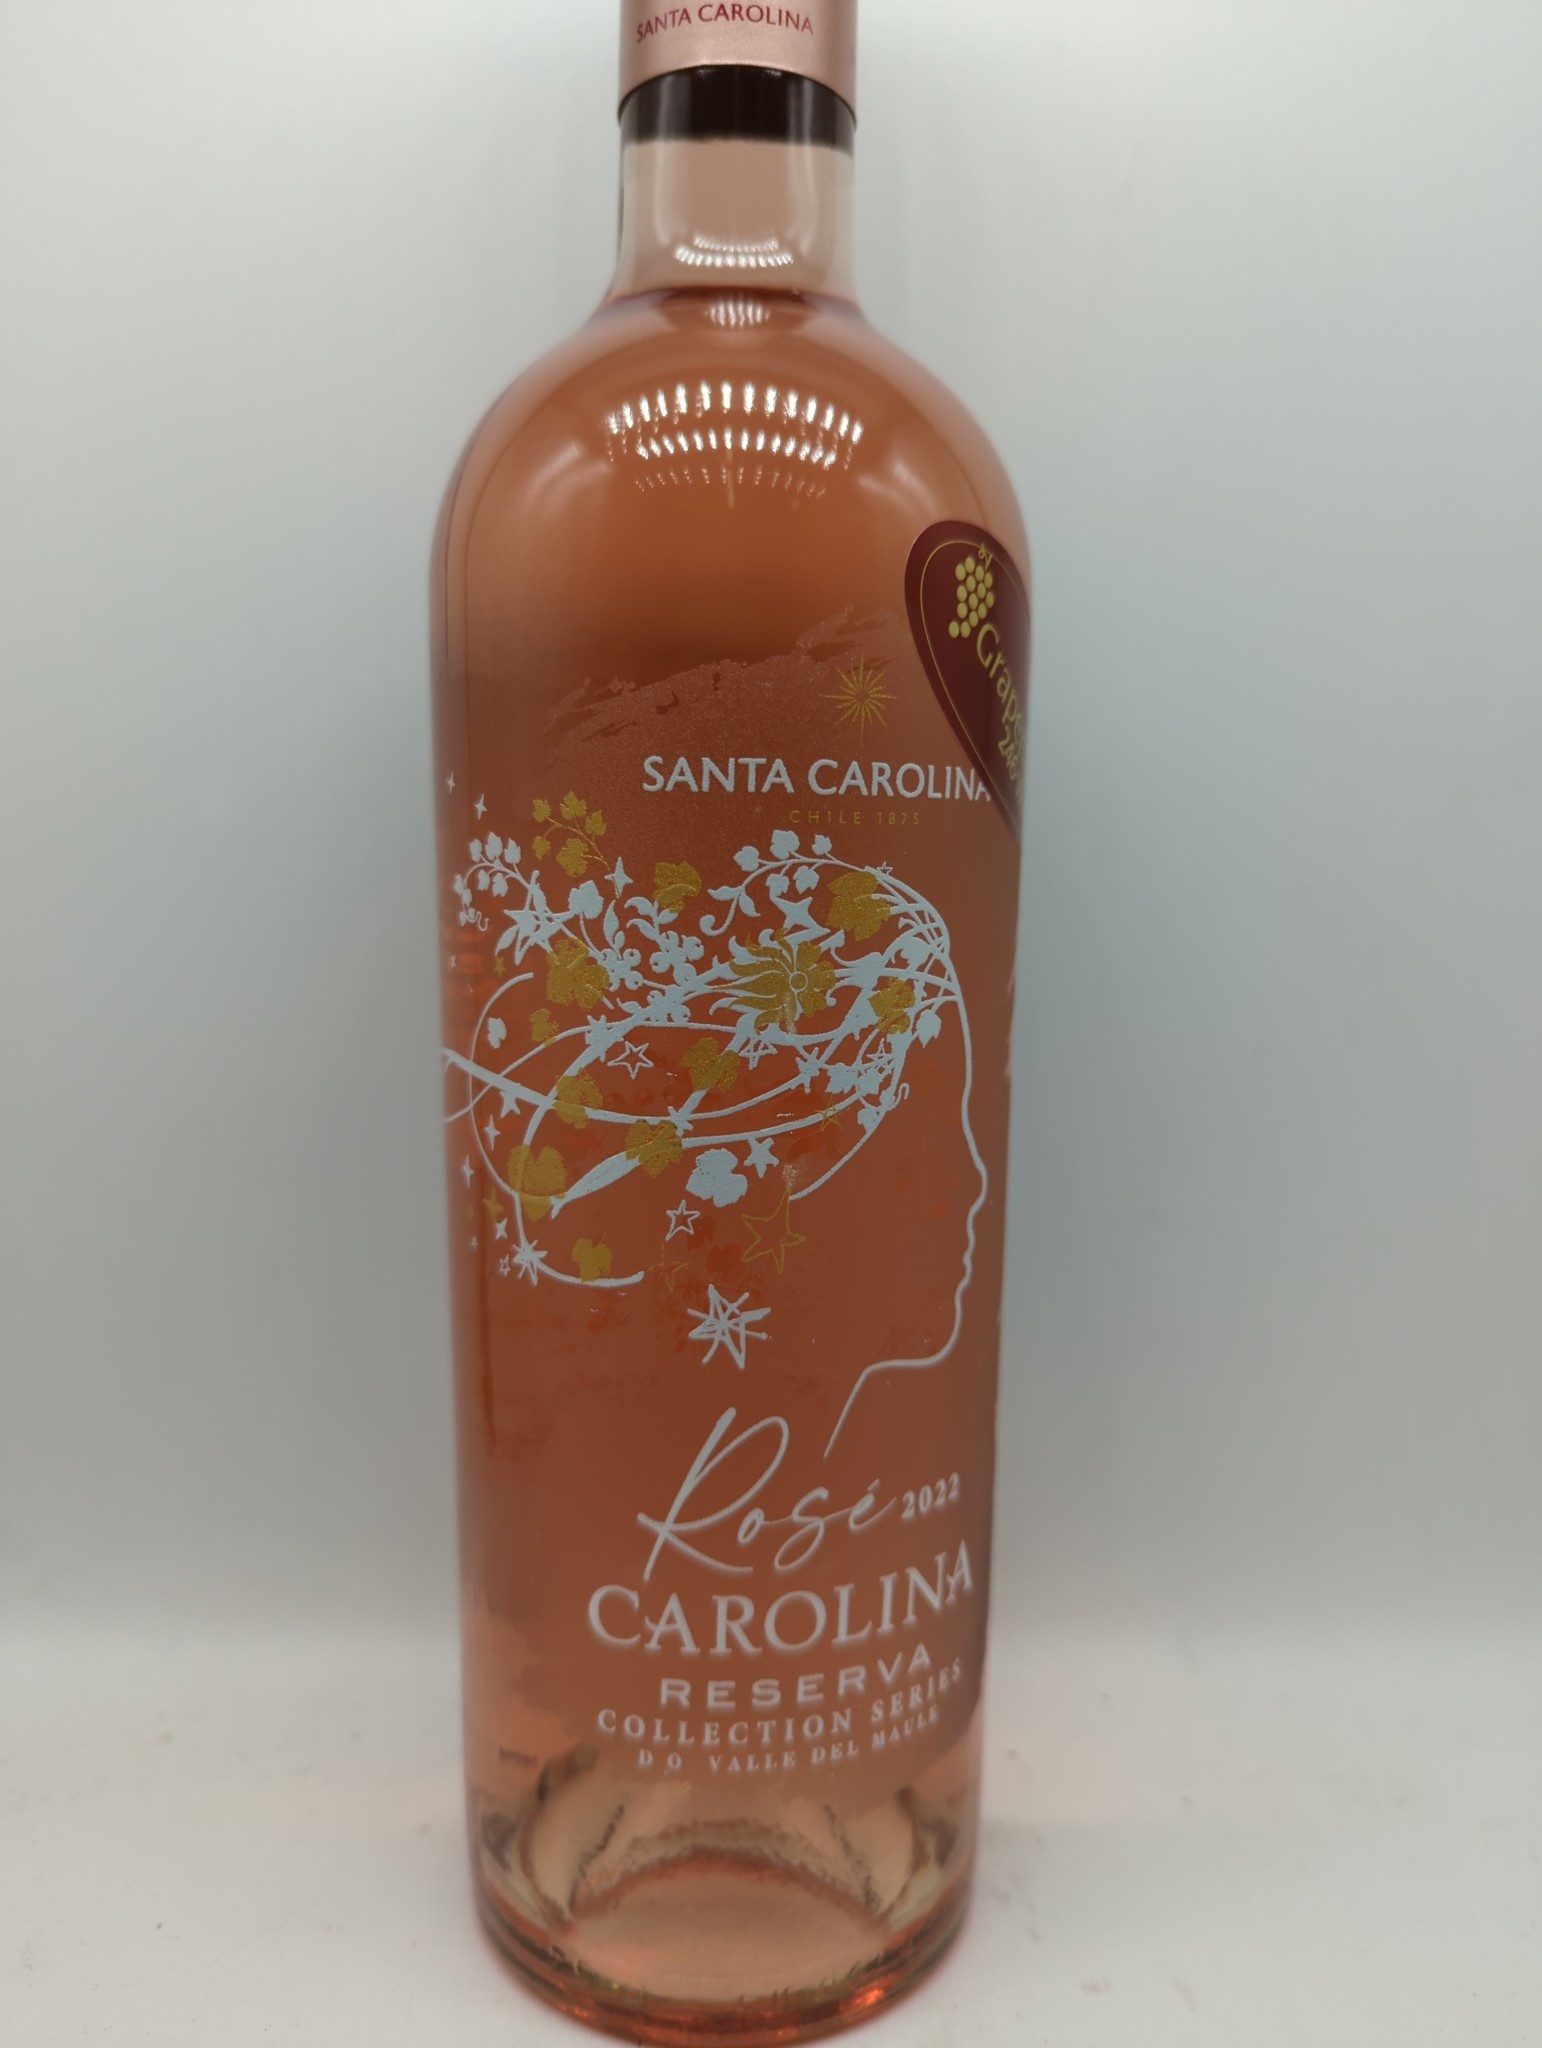 SANTA CAROLINA
SANTA CAROLINA
CHILE 1875
Rosé 2022
CAROLINA
RESERVA
COLLECTION SERIES
D O VALLE DEL MAULE